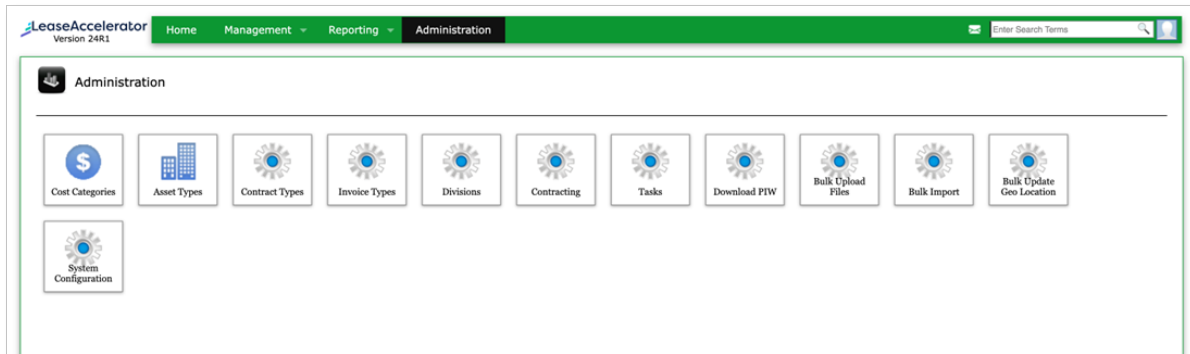 LeaseAccelerator
Version 24R1
Home Management Reporting Administration
Enter Search Terms
Administration
Cost Categories
Asset Types
Contract Types
Invoice Types
Divisions
Contracting
Tasks
Download PIW
Bulk Upload
Files
Bulk Import
Bulk Update
Geo Location
System
Configuration